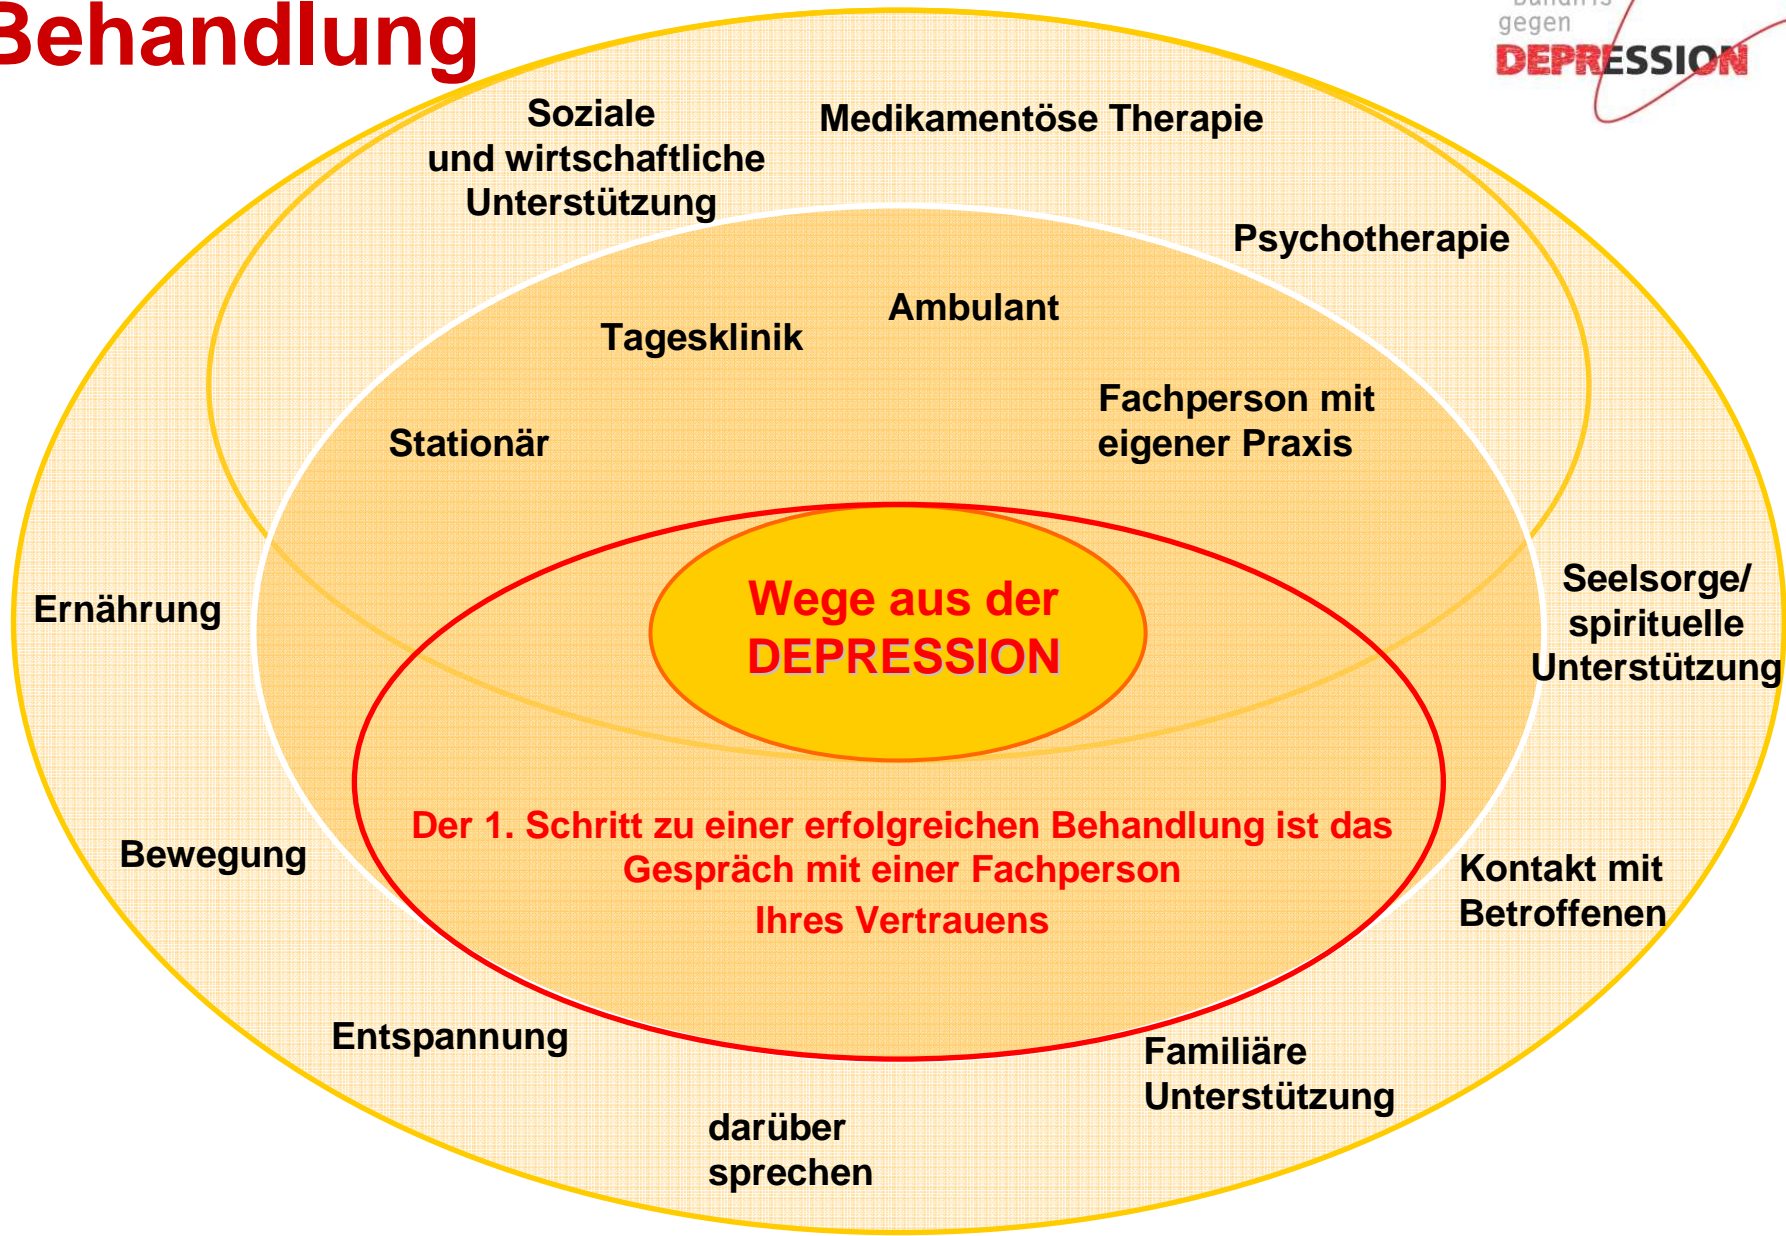 Behandlung
gegen
DEPRESSION
Soziale
und wirtschaftliche
Unterstützung
Medikamentöse Therapie
Psychotherapie
Ambulant
Tagesklinik
Fachperson mit
eigener Praxis
Stationär
Wege aus der
DEPRESSION
Ernährung
Seelsorge/
spirituelle
Unterstützung
Der 1. Schritt zu einer erfolgreichen Behandlung ist das
Gespräch mit einer Fachperson
Ihres Vertrauens
Bewegung
Kontakt mit
Betroffenen
Entspannung
Familiäre
Unterstützung
darüber
sprechen